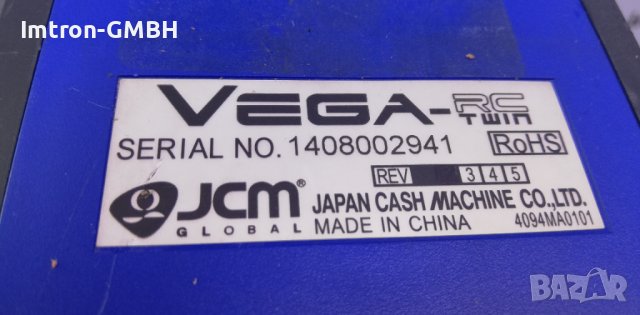 Imtron-GMBH
VEGA-RC TWIN
SERIAL NO. 1408002941 RoHS
REV 3 4 5
JCM® GLOBAL
JAPAN CASH MACHINE CO.,LTD.
MADE IN CHINA 4094MA0101
BAZAR